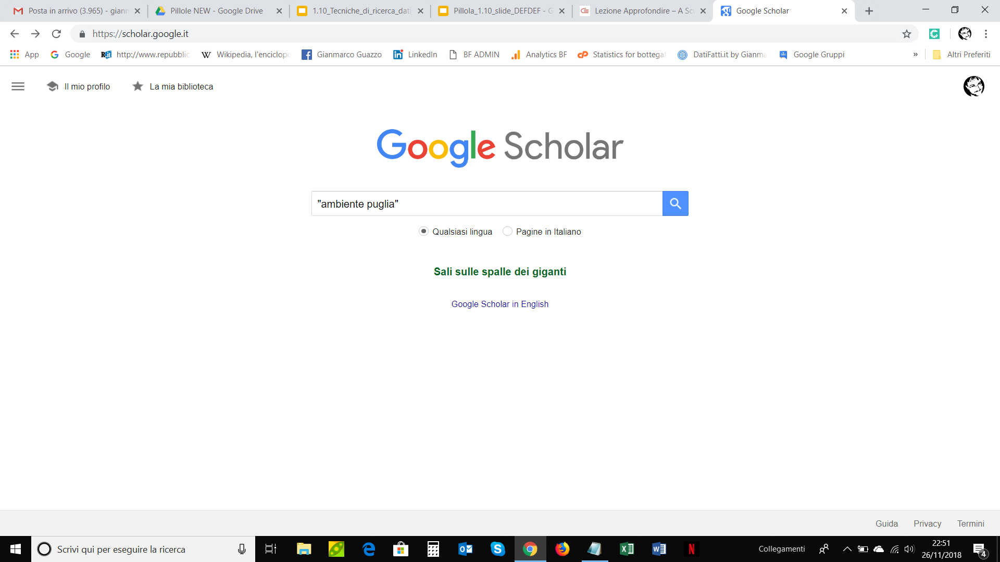 Posta in arrivo (3.965) - giann
Pillole NEW - Google Drive
1.10_Tecniche_di_ricerca_dati
Pillola_1.10_slide_DEFDEF - G
Lezione Approfondire – A Sc
Google Scholar
https://scholar.google.it
App
Google
http://www.repubblic
Wikipedia, l'enciclope
Gianmarco Guazzo
LinkedIn
BF ADMIN
Analytics BF
Statistics for bottegaf
DatiFatti.it by Gianma
Google Gruppi
»
Altri Preferiti
Il mio profilo
La mia biblioteca
Google Scholar
"ambiente puglia"
Qualsiasi lingua
Pagine in Italiano
Sali sulle spalle dei giganti
Google Scholar in English
Guida
Privacy
Termini
Scrivi qui per eseguire la ricerca
Collegamenti
22:51
26/11/2018
4